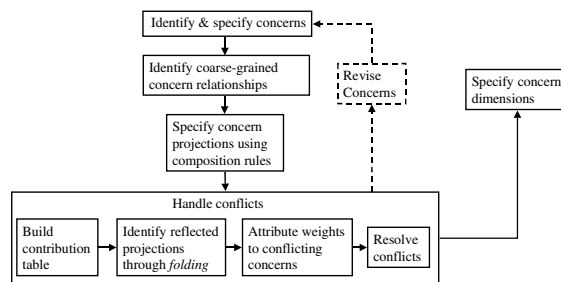 Identify & specify concerns
Identify coarse-grained
concern relationships
Revise
Concerns
Specify concern
dimensions
Specify concern
projections using
composition rules
Handle conflicts
Build
contribution
table
Identify reflected
projections
through folding
Attribute weights
to conflicting
concerns
Resolve
conflicts